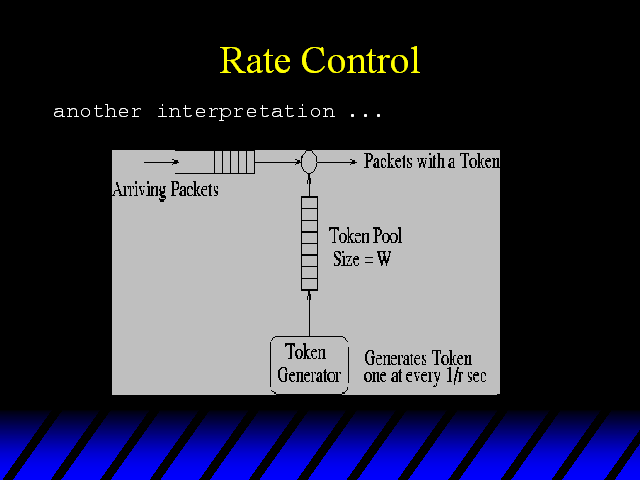 Rate Control
another interpretation ...
Packets with a Token
Arriving Packets
Token Pool
Size = W
Token
Generator
Generates Token
one at every 1/r sec